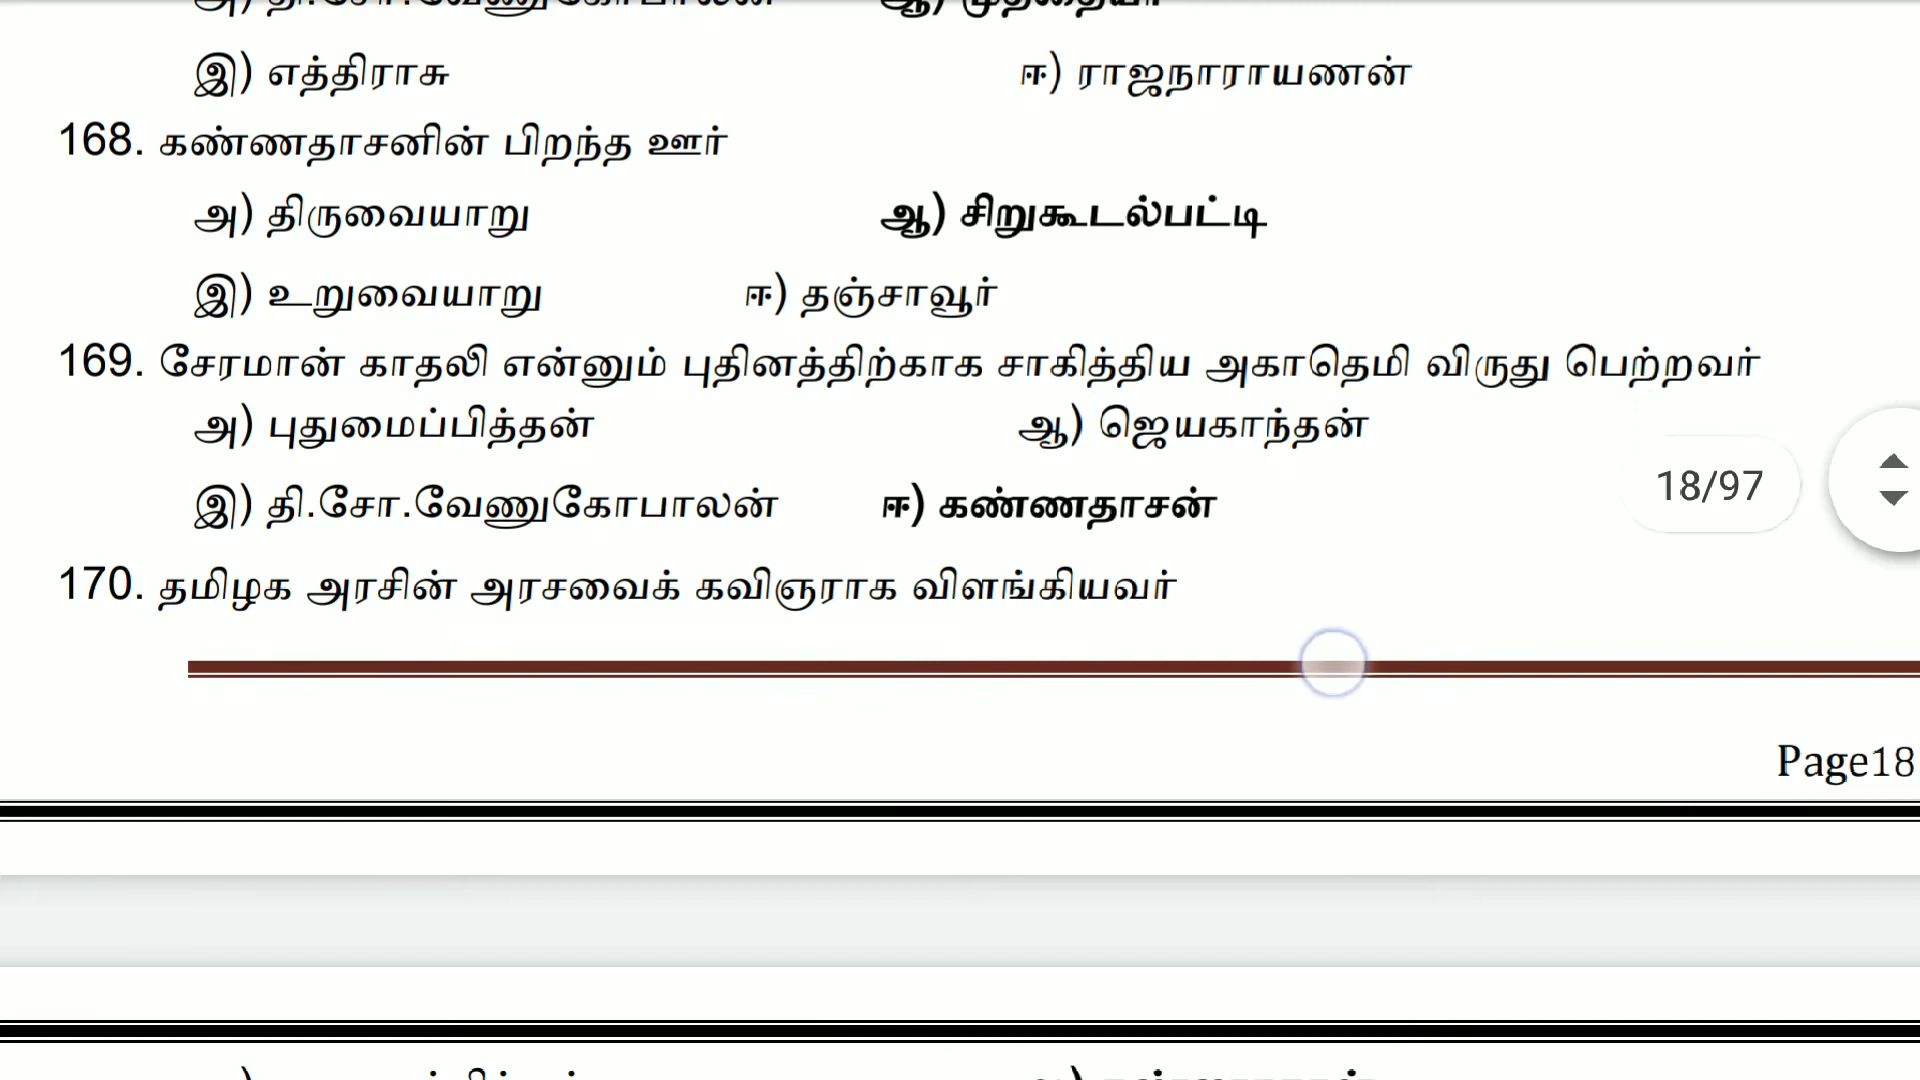 அ) தி.சோ.வேணுகோபாலன் ஆ) முத்தையா
இ) எத்திராசு ஈ) ராஜநாராயணன்
168. கண்ணதாசனின் பிறந்த ஊர்
அ) திருவையாறு ஆ) சிறுகூடல்பட்டி
இ) உறுவையாறு ஈ) தஞ்சாவூர்
169. சேரமான் காதலி என்னும் புதினத்திற்காக சாகித்திய அகாதெமி விருது பெற்றவர்
அ) புதுமைப்பித்தன் ஆ) ஜெயகாந்தன்
18/97
இ) தி.சோ.வேணுகோபாலன் ஈ) கண்ணதாசன்
170. தமிழக அரசின் அரசவைக் கவிஞராக விளங்கியவர்
Page18